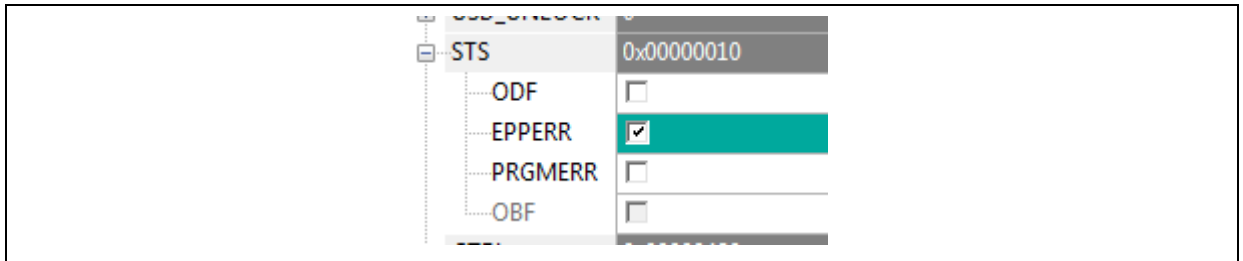 STS 0x00000010
ODF
EPPERR
PRGMERR
OBF